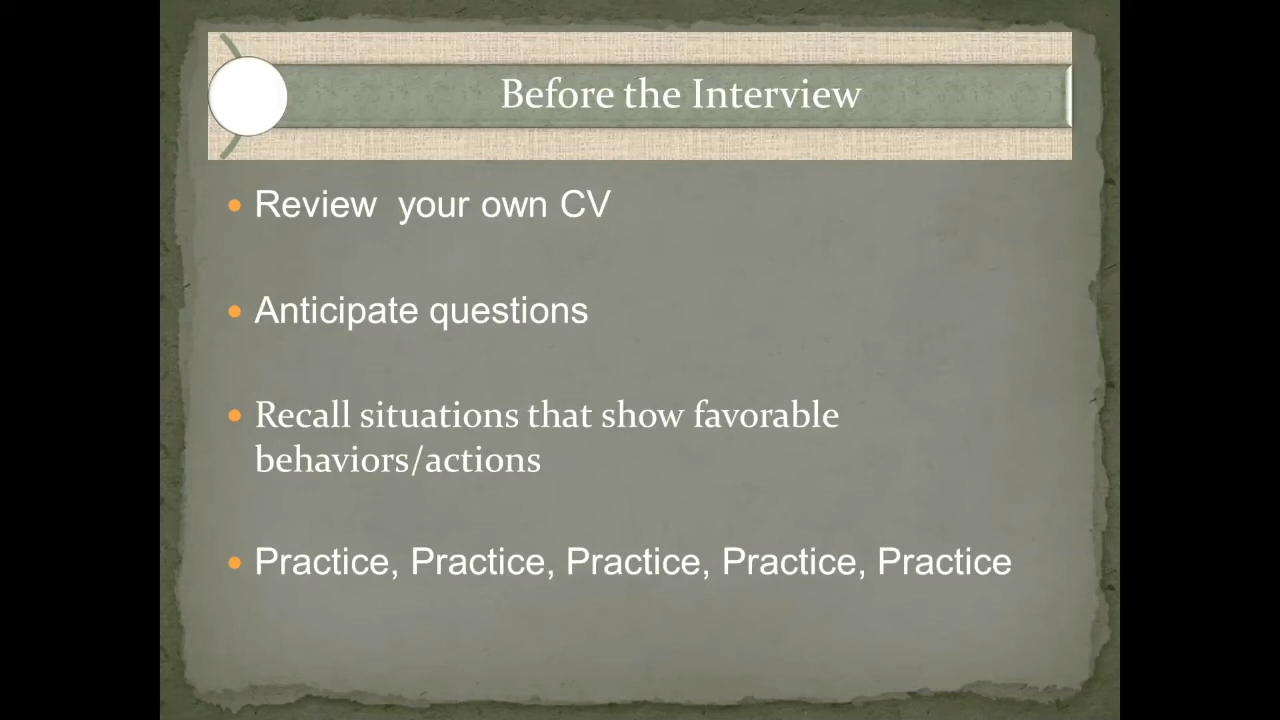 Before the Interview
Review  your own CV
Anticipate questions
Recall situations that show favorable
behaviors/actions
Practice, Practice, Practice, Practice, Practice